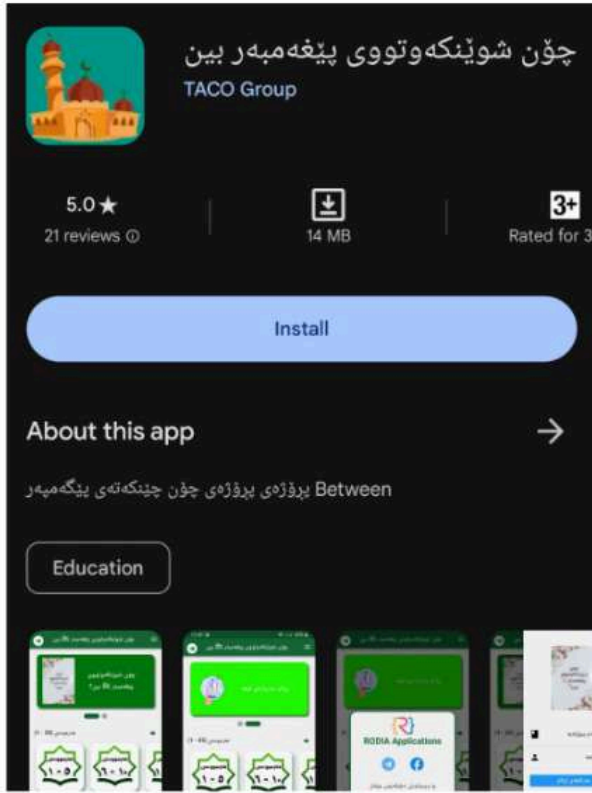 چۆن شوێنکەوتووی پێغەمبەر بین
TACO Group
5.0★
21 reviews
14 MB
3+
Rated for 3
Install
About this app
Between پرۆژەی پرۆژەی چۆن چێنکەتەی پێگەمپەر
Education
RODIA Applications